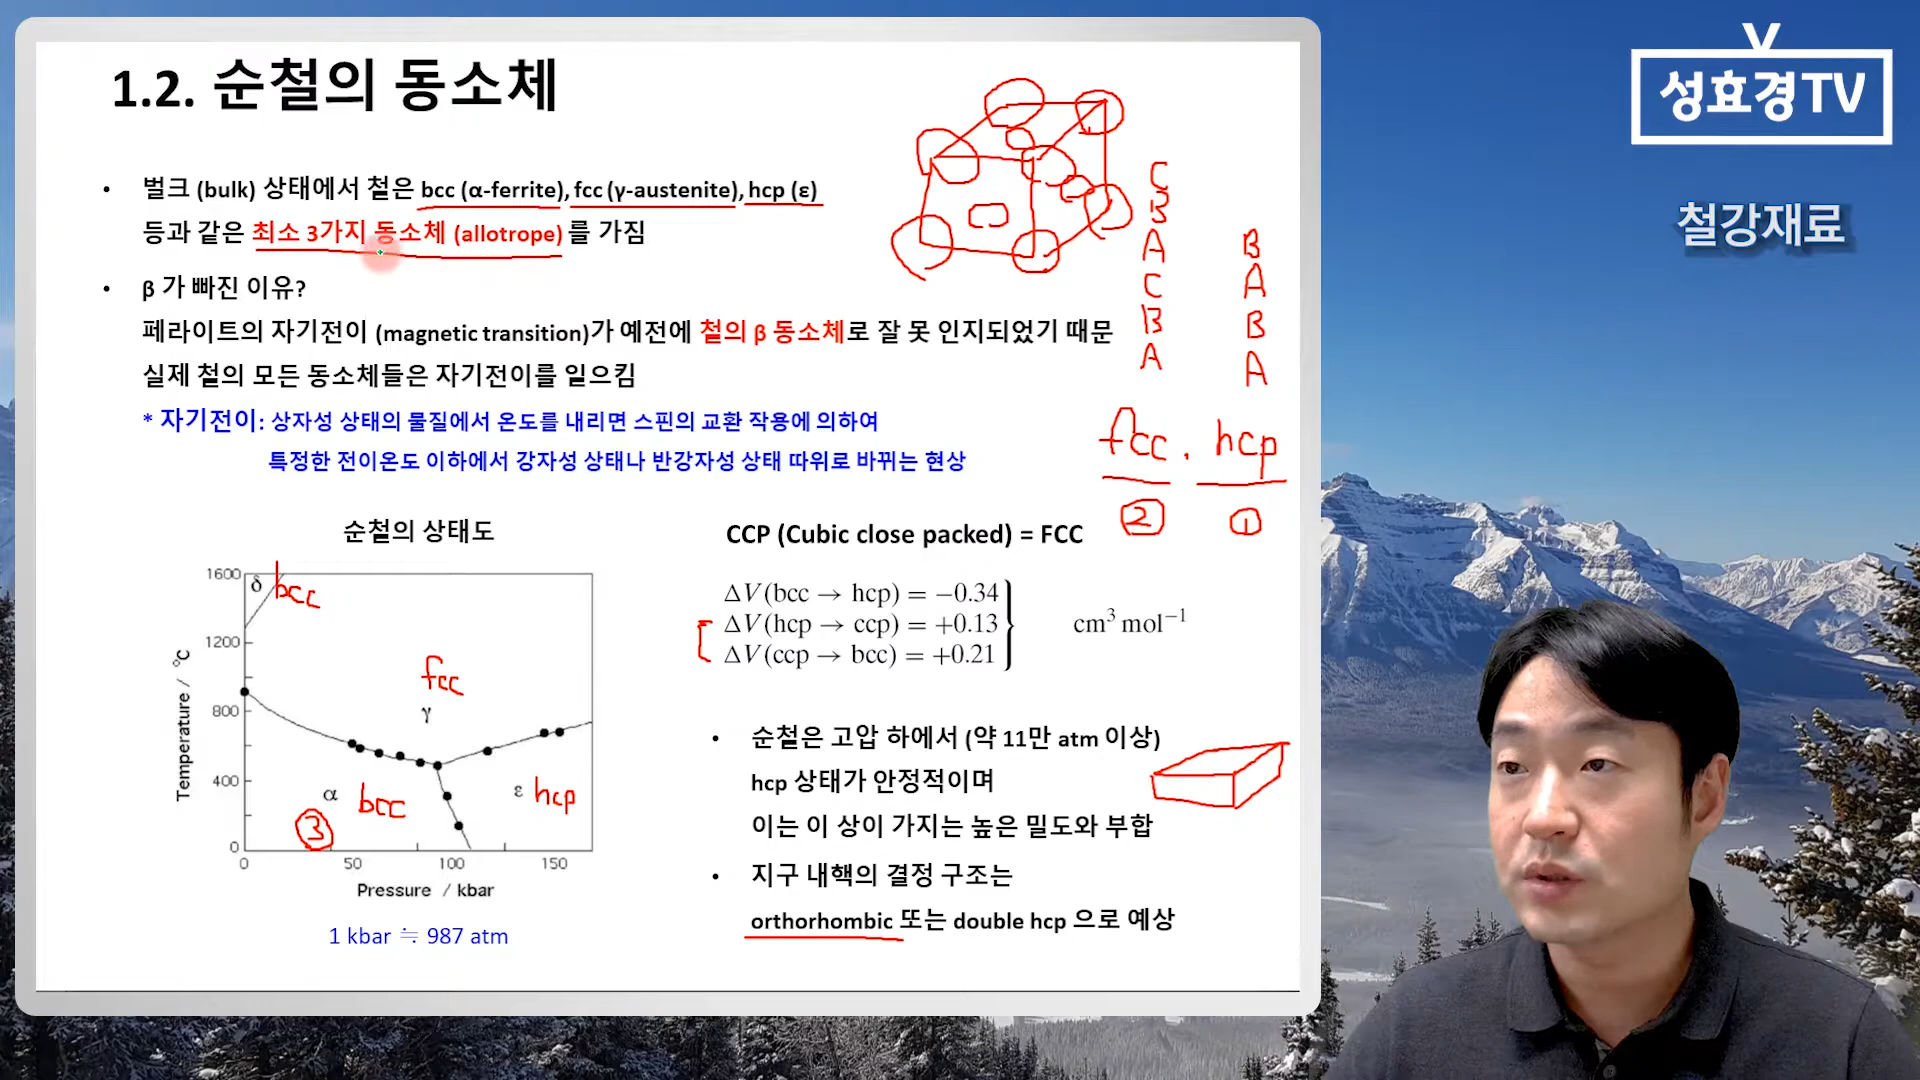 1.2. 순철의 동소체
• 벌크 (bulk) 상태에서 철은 bcc (α-ferrite), fcc (γ-austenite), hcp (ε)
등과 같은 최소 3가지 동소체 (allotrope) 를 가짐
• β 가 빠진 이유?
페라이트의 자기전이 (magnetic transition)가 예전에 철의 β 동소체로 잘 못 인지되었기 때문
실제 철의 모든 동소체들은 자기전이를 일으킴
* 자기전이: 상자성 상태의 물질에서 온도를 내리면 스핀의 교환 작용에 의하여
특정한 전이온도 이하에서 강자성 상태나 반강자성 상태 따위로 바뀌는 현상
C
B
A
C
B
A
B
A
B
A
fcc . hcp
② ①
순철의 상태도
1600
1200
800
400
0
Temperature / °C
δ bcc
fcc
γ
α bcc
③
ε hcp
0 50 100 150
Pressure / kbar
1 kbar ≒ 987 atm
CCP (Cubic close packed) = FCC
ΔV(bcc → hcp) = −0.34
ΔV(hcp → ccp) = +0.13 cm³ mol⁻¹
ΔV(ccp → bcc) = +0.21
• 순철은 고압 하에서 (약 11만 atm 이상)
hcp 상태가 안정적이며
이는 이 상이 가지는 높은 밀도와 부합
• 지구 내핵의 결정 구조는
orthorhombic 또는 double hcp 으로 예상
성효경TV
철강재료